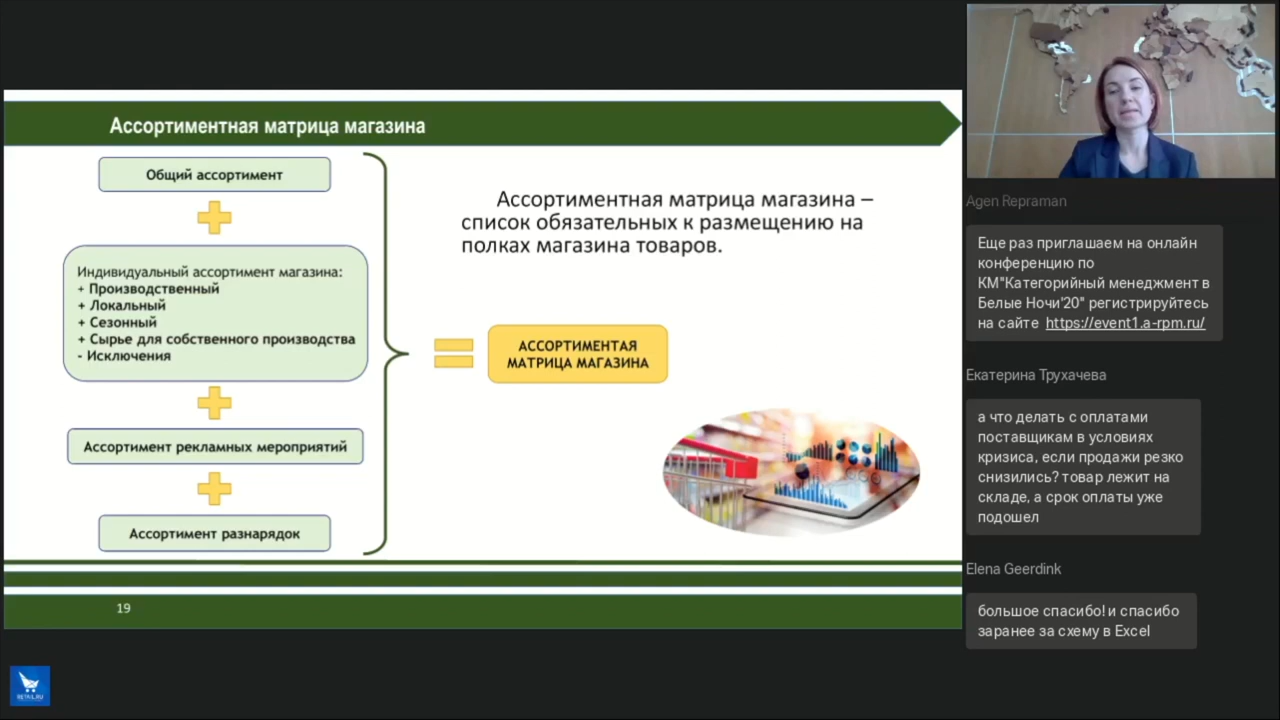 Ассортиментная матрица магазина
Общий ассортимент
Индивидуальный ассортимент магазина:
+ Производственный
+ Локальный
+ Сезонный
+ Сырье для собственного производства
- Исключения
Ассортимент рекламных мероприятий
Ассортимент разнарядок
Ассортиментная матрица магазина –
список обязательных к размещению на
полках магазина товаров.
АССОРТИМЕНТАЯ
МАТРИЦА МАГАЗИНА
19
RETAIL.RU
Agen Repraman
Еще раз приглашаем на онлайн
конференцию по
КМ"Категорийный менеджмент в
Белые Ночи'20" регистрируйтесь
на сайте https://event1.a-rpm.ru/
Екатерина Трухачева
а что делать с оплатами
поставщикам в условиях
кризиса, если продажи резко
снизились? товар лежит на
складе, а срок оплаты уже
подошел
Elena Geerdink
большое спасибо! и спасибо
заранее за схему в Excel